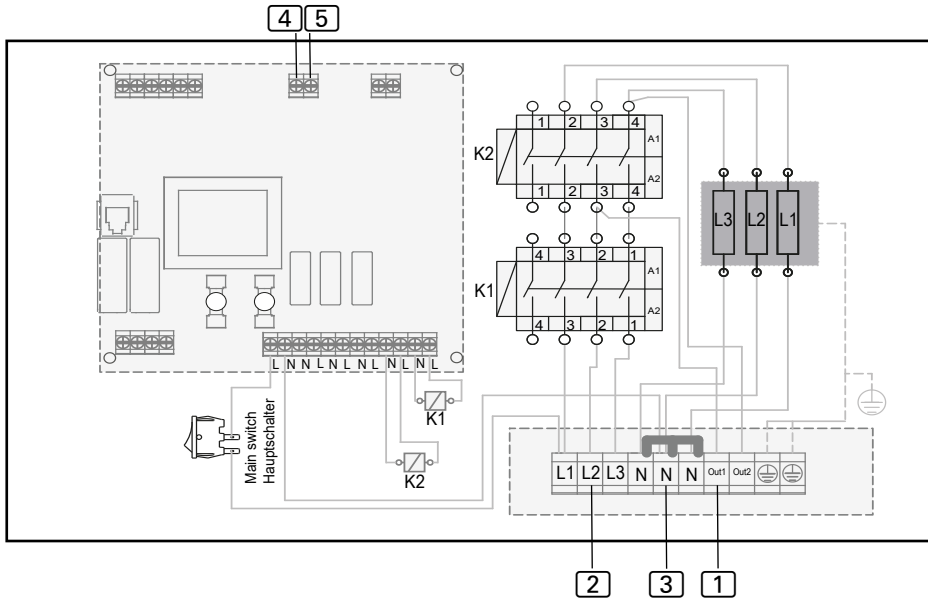 4 5
1 2 3 4
A1
K2
A2
1 2 3 4
L3 L2 L1
4 3 2 1
A1
K1
A2
4 3 2 1
L N N L N L N L N L N L
K1
K2
Main switch
Hauptschalter
L1 L2 L3 N N N Out1 Out2
2 3 1